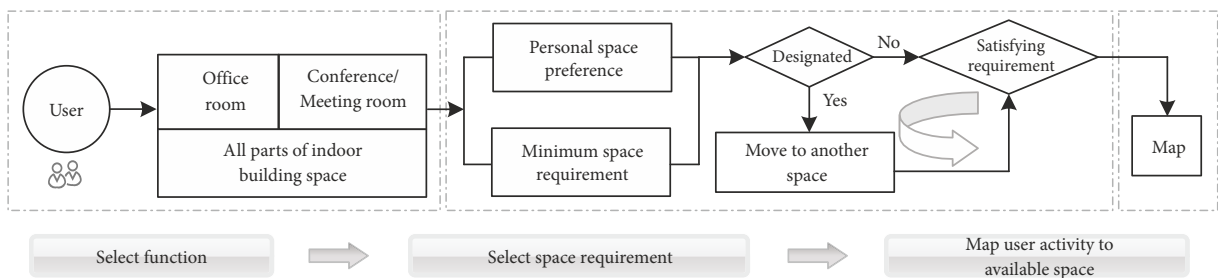 User
Office
room
Conference/
Meeting room
All parts of indoor
building space
Personal space
preference
Minimum space
requirement
Designated
No
Yes
Move to another
space
Satisfying
requirement
Map
Select function
Select space requirement
Map user activity to
available space